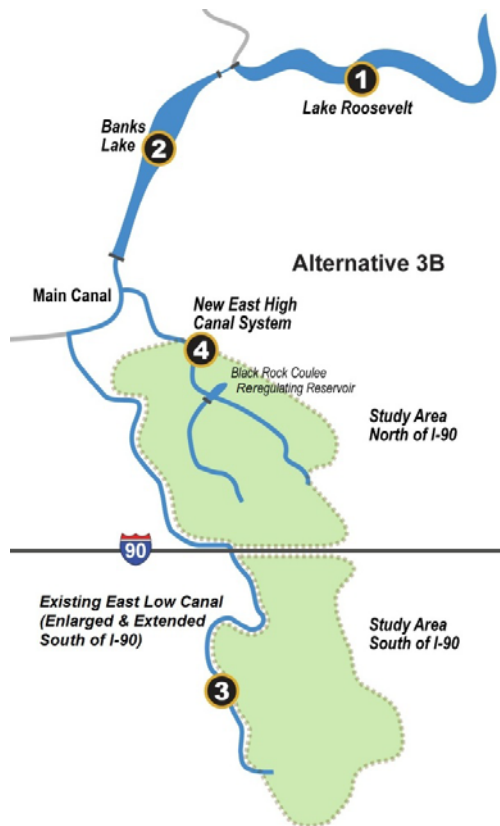 1
Lake Roosevelt
Banks
Lake
2
Alternative 3B
Main Canal
New East High
Canal System
4
Black Rock Coulee
Reregulating Reservoir
Study Area
North of I-90
90
Existing East Low Canal
(Enlarged & Extended
South of I-90)
Study Area
South of I-90
3